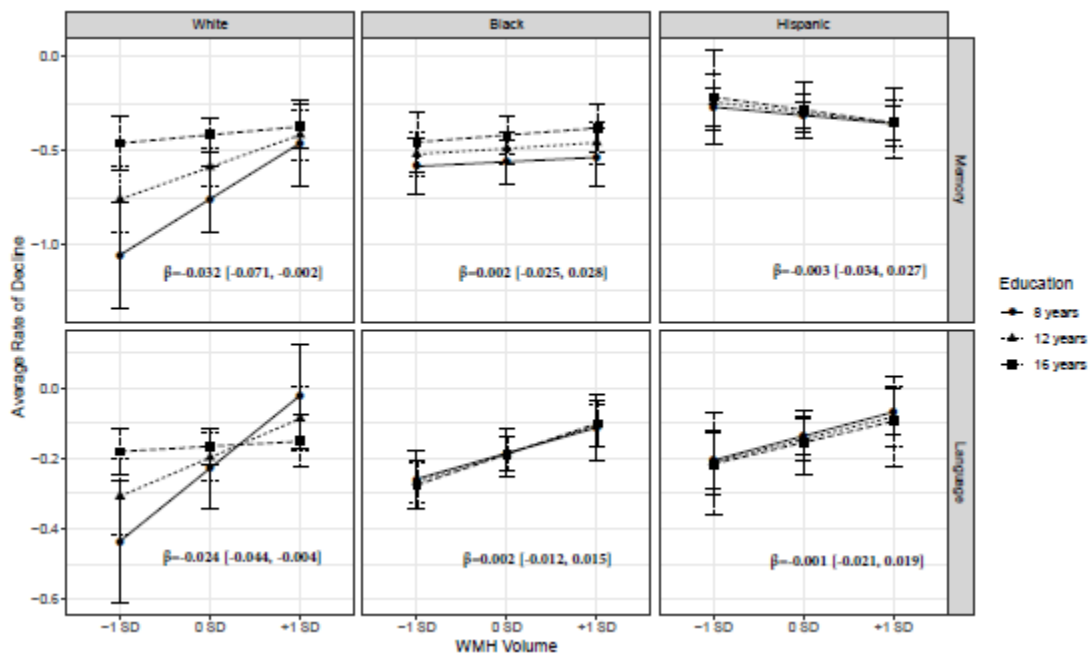 White Black Hispanic
0.0
−0.5
−1.0
Memory
β=-0.032 [-0.071, -0.002] β=0.002 [-0.025, 0.028] β=-0.003 [-0.034, 0.027]
Average Rate of Decline
Education
8 years
12 years
16 years
0.0
−0.2
−0.4
−0.6
Language
β=-0.024 [-0.044, -0.004] β=0.002 [-0.012, 0.015] β=-0.001 [-0.021, 0.019]
−1 SD 0 SD +1 SD −1 SD 0 SD +1 SD −1 SD 0 SD +1 SD
WMH Volume